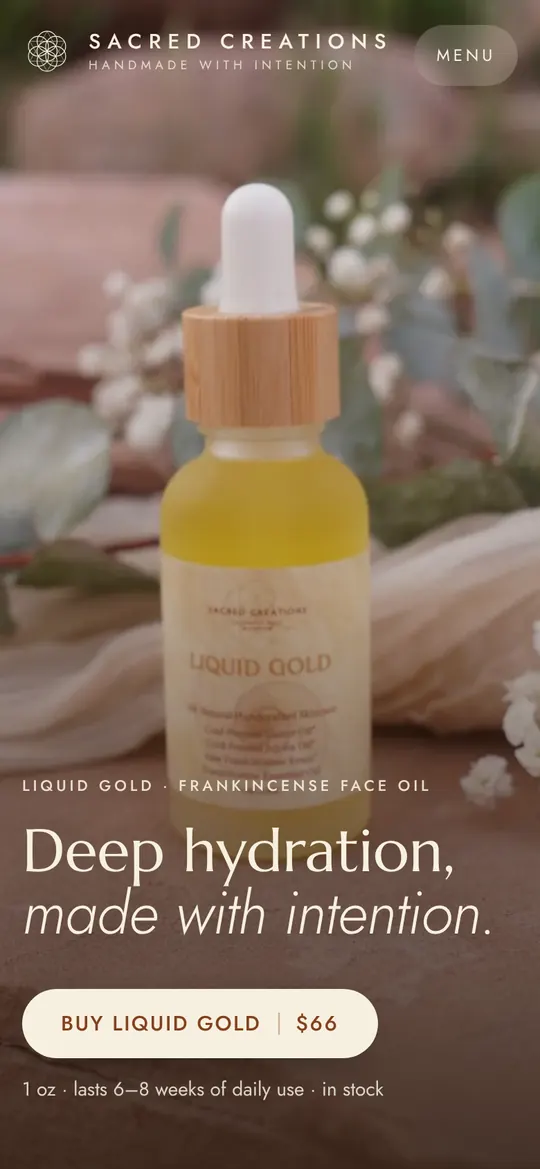 SACRED CREATIONS
HANDMADE WITH INTENTION
MENU
SACRED CREATIONS
LIQUID GOLD
LIQUID GOLD · FRANKINCENSE FACE OIL
Deep hydration,
made with intention.
BUY LIQUID GOLD | $66
1 oz · lasts 6–8 weeks of daily use · in stock